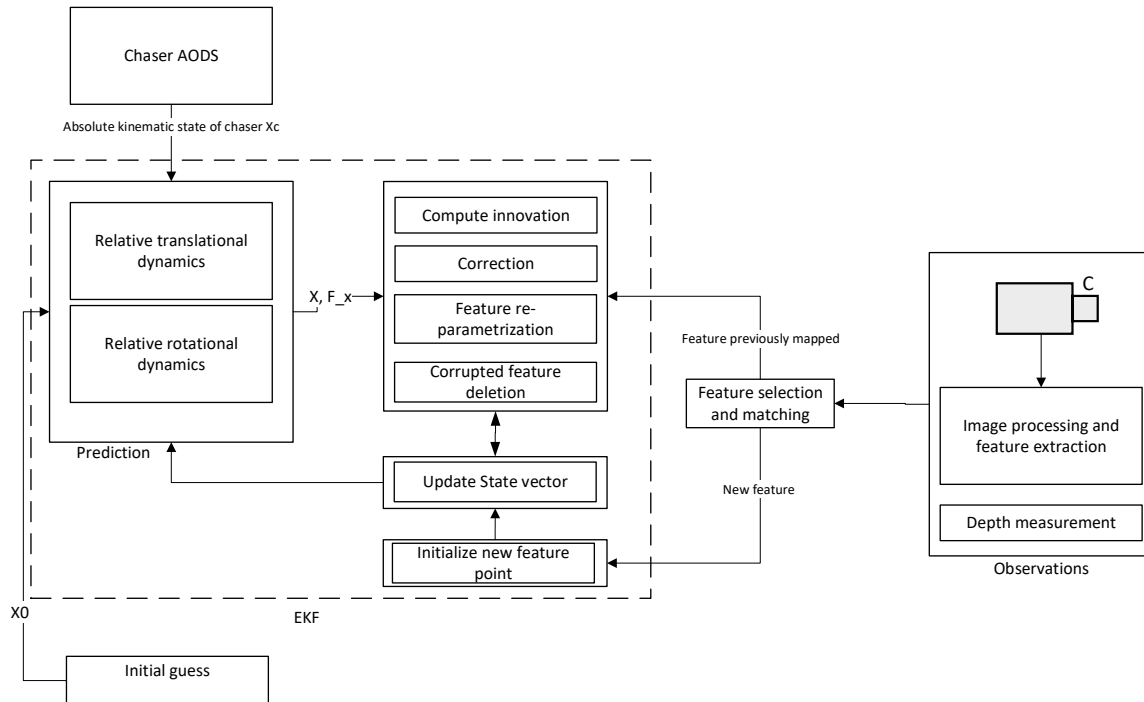 Chaser AODS
Absolute kinematic state of chaser Xc
Relative translational
dynamics
Relative rotational
dynamics
Prediction
X, F_x
Compute innovation
Correction
Feature re-
parametrization
Corrupted feature
deletion
Update State vector
Initialize new feature
point
EKF
X0
Initial guess
Feature previously mapped
Feature selection
and matching
New feature
C
Image processing and
feature extraction
Depth measurement
Observations